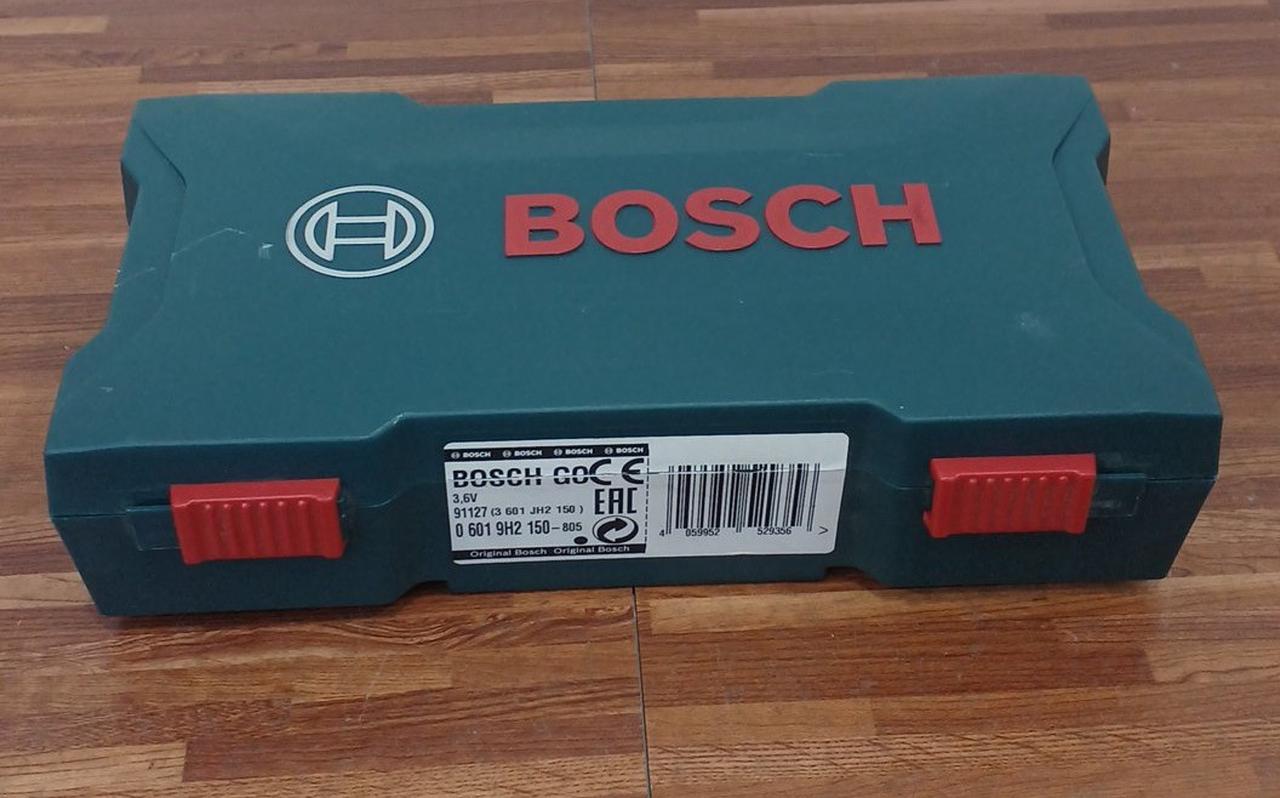 BOSCH
BOSCH BOSCH BOSCH BOSCH
BOSCH GO CE
3,6V
91127 (3 601 JH2 150 ) EAC
0 601 9H2 150-805
Original Bosch Original Bosch
4 059952 529356 >